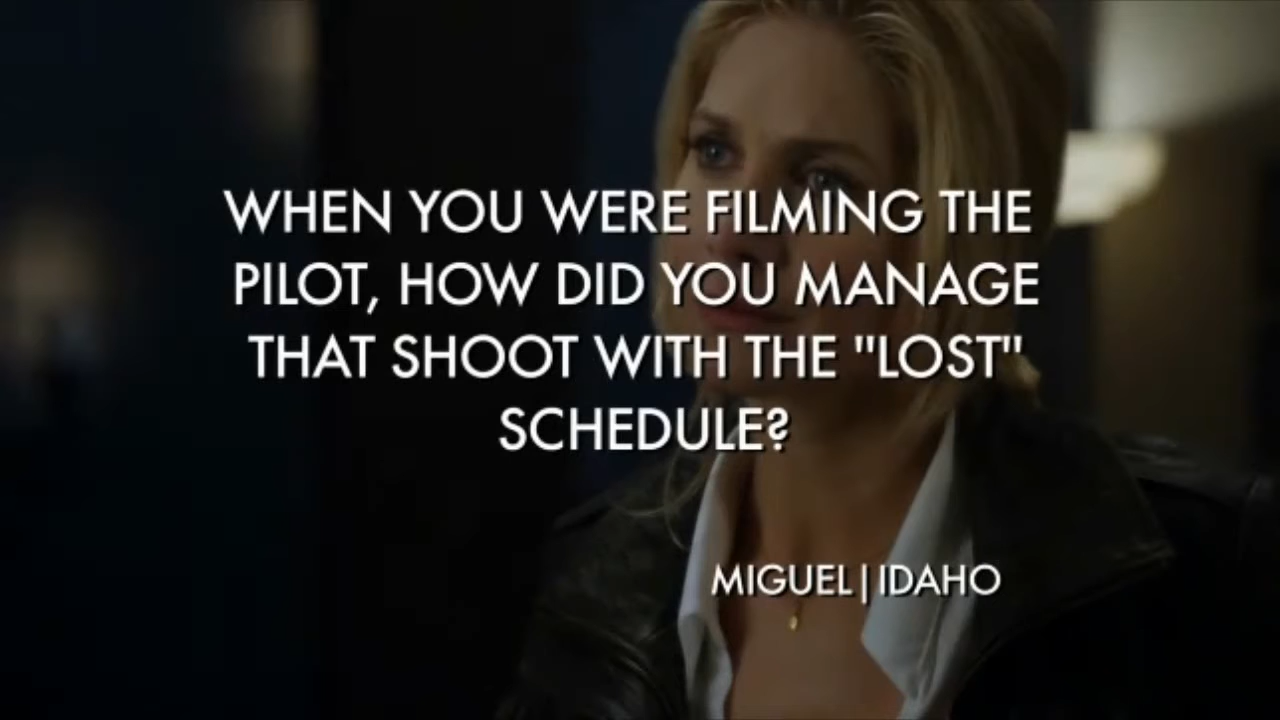 WHEN YOU WERE FILMING THE
PILOT, HOW DID YOU MANAGE
THAT SHOOT WITH THE "LOST"
SCHEDULE?
MIGUEL|IDAHO